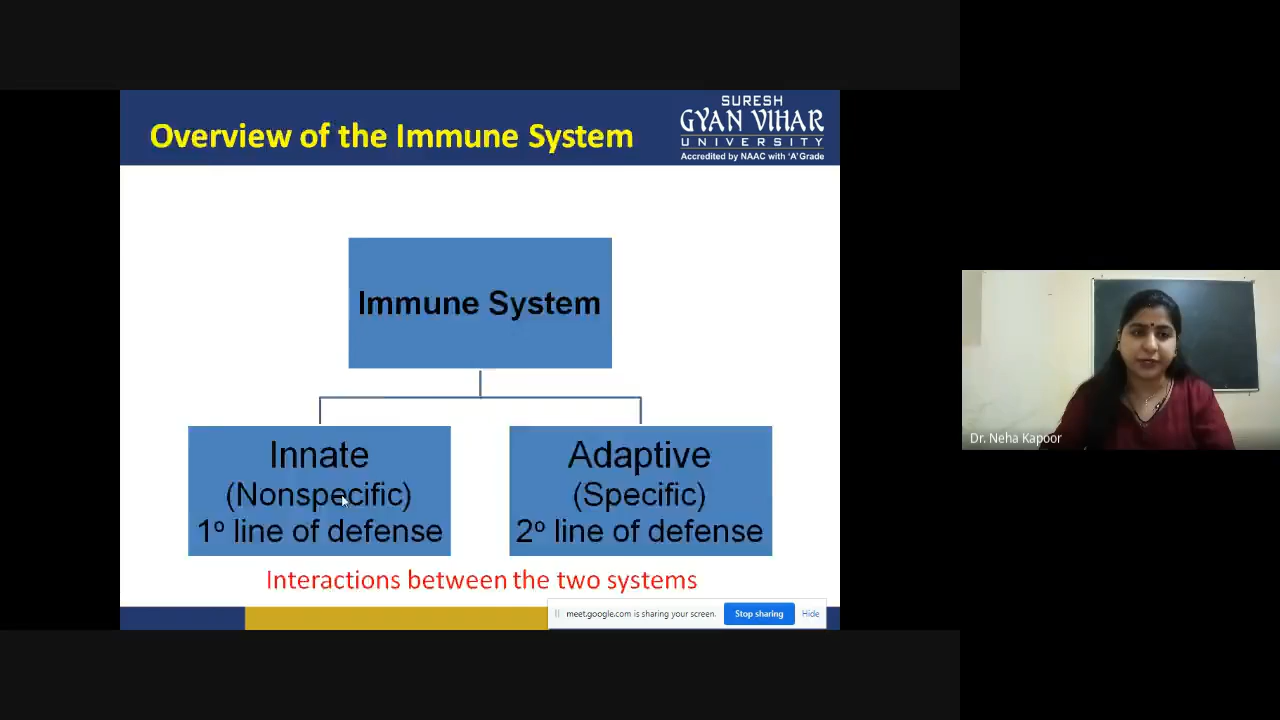 Overview of the Immune System
SURESH
GYAN VIHAR
UNIVERSITY
Accredited by NAAC with 'A' Grade
Immune System
Innate
(Nonspecific)
1º line of defense
Adaptive
(Specific)
2º line of defense
Interactions between the two systems
meet.google.com is sharing your screen.
Stop sharing
Hide
Dr. Neha Kapoor